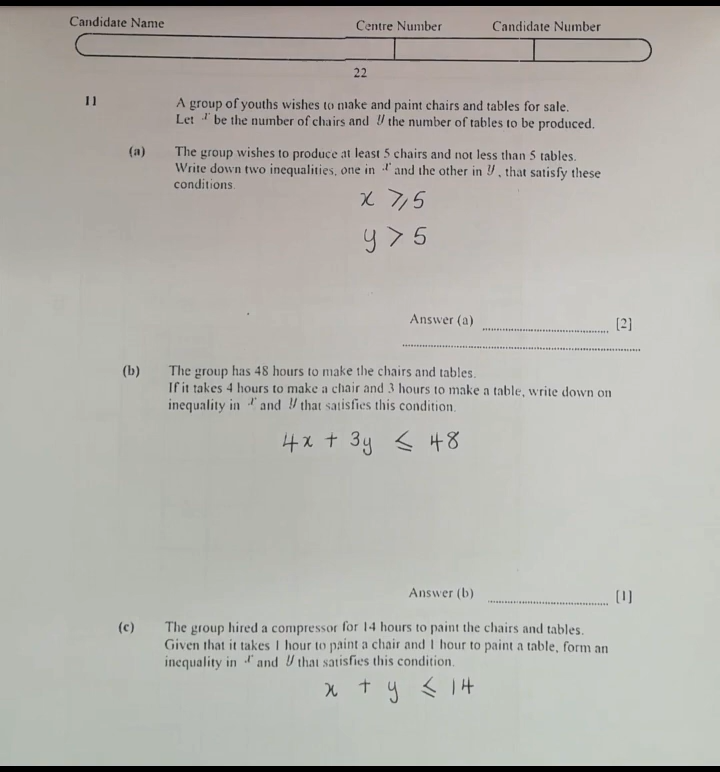 Candidate Name Centre Number Candidate Number
22
11 A group of youths wishes to make and paint chairs and tables for sale.
Let x be the number of chairs and y the number of tables to be produced.
(a) The group wishes to produce at least 5 chairs and not less than 5 tables.
Write down two inequalities, one in x and the other in y, that satisfy these
conditions.
x ⩾ 5
y > 5
Answer (a) .................... [2]
....................
(b) The group has 48 hours to make the chairs and tables.
If it takes 4 hours to make a chair and 3 hours to make a table, write down on
inequality in x and y that satisfies this condition.
4x + 3y ⩽ 48
Answer (b) .................... [1]
(c) The group hired a compressor for 14 hours to paint the chairs and tables.
Given that it takes 1 hour to paint a chair and 1 hour to paint a table, form an
inequality in x and y that satisfies this condition.
x + y ⩽ 14